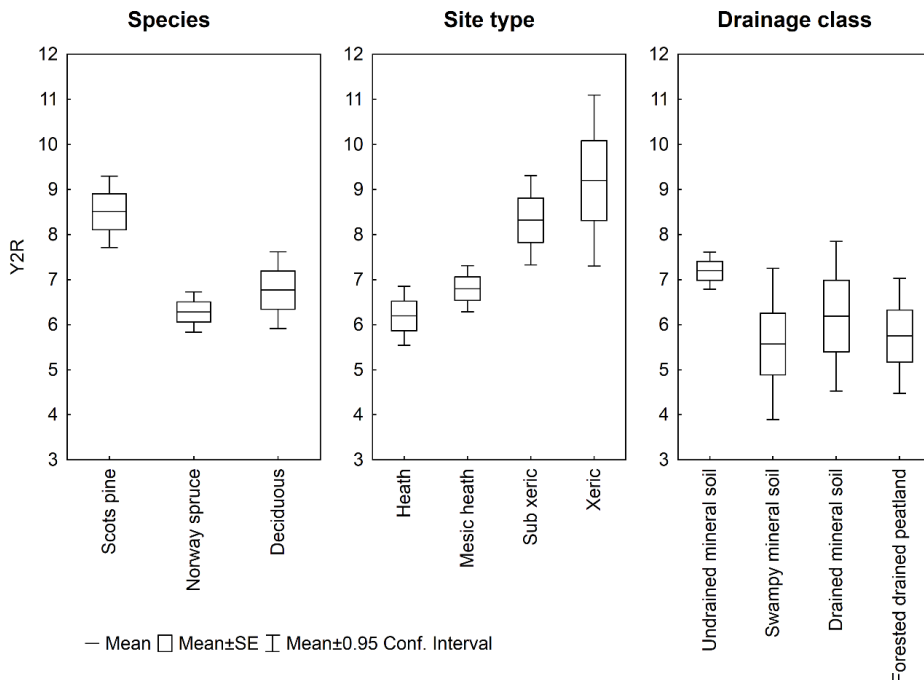 Species
Site type
Drainage class
Y2R
12
11
10
9
8
7
6
5
4
3
Scots pine
Norway spruce
Deciduous
12
11
10
9
8
7
6
5
4
3
Heath
Mesic heath
Sub xeric
Xeric
12
11
10
9
8
7
6
5
4
3
Undrained mineral soil
Swampy mineral soil
Drained mineral soil
Forested drained peatland
Mean Mean±SE Mean±0.95 Conf. Interval